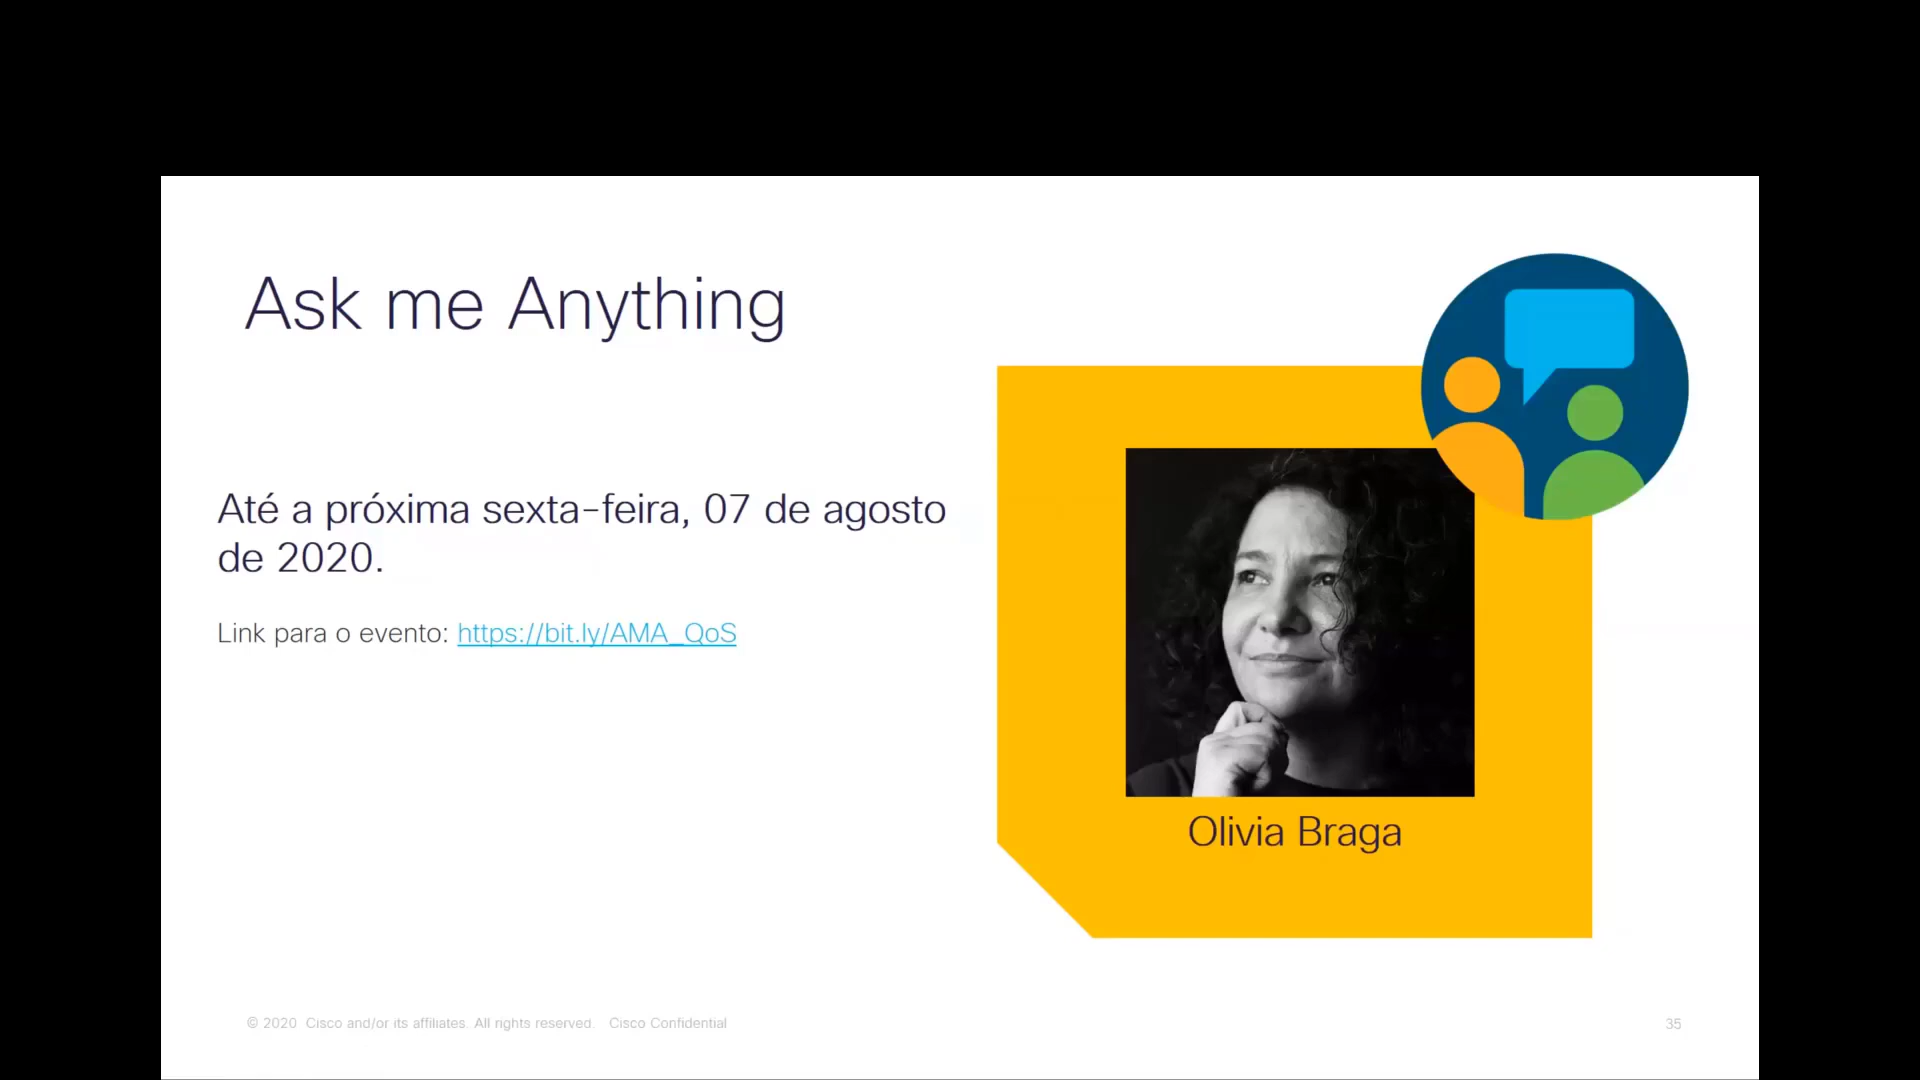 Ask me Anything
Até a próxima sexta-feira, 07 de agosto
de 2020.
Link para o evento: https://bit.ly/AMA_QoS
Olivia Braga
© 2020 Cisco and/or its affiliates. All rights reserved. Cisco Confidential
35